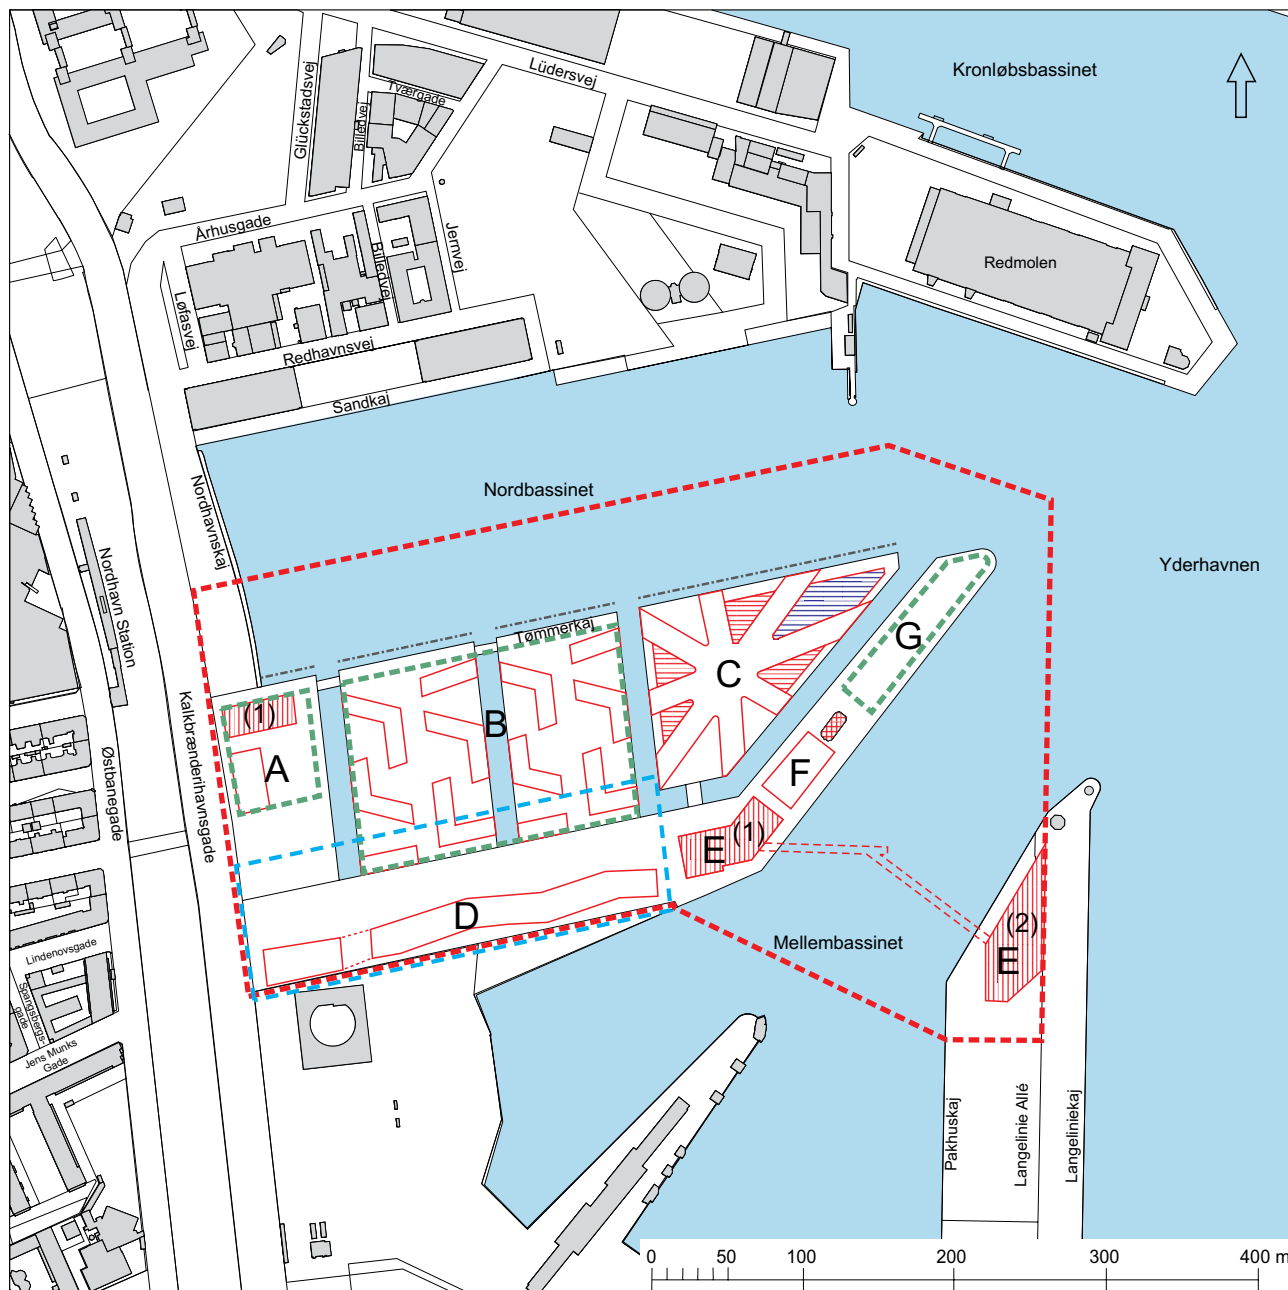 Kronløbsbassinet
Lüdersvej
Glückstadsvej
Tværgade
Billedvej
Århusgade
Jernvej
Billedvej
Redmolen
Løfasvej
Redhavnsvej
Sandkaj
Nordhavnskaj
Nordbassinet
Yderhavnen
Nordhavn Station
Tømmerkaj
G
C
B
(1)
A
Kalkbrænderihavnsgade
Østbanegade
F
(1)
E
D
(2)
E
Mellembassinet
Lindenovsgade
Spangsbergs-
gade
Jens Munks
Gade
Pakhuskaj
Langelinie Allé
Langeliniekaj
0 50 100 200 300 400 m